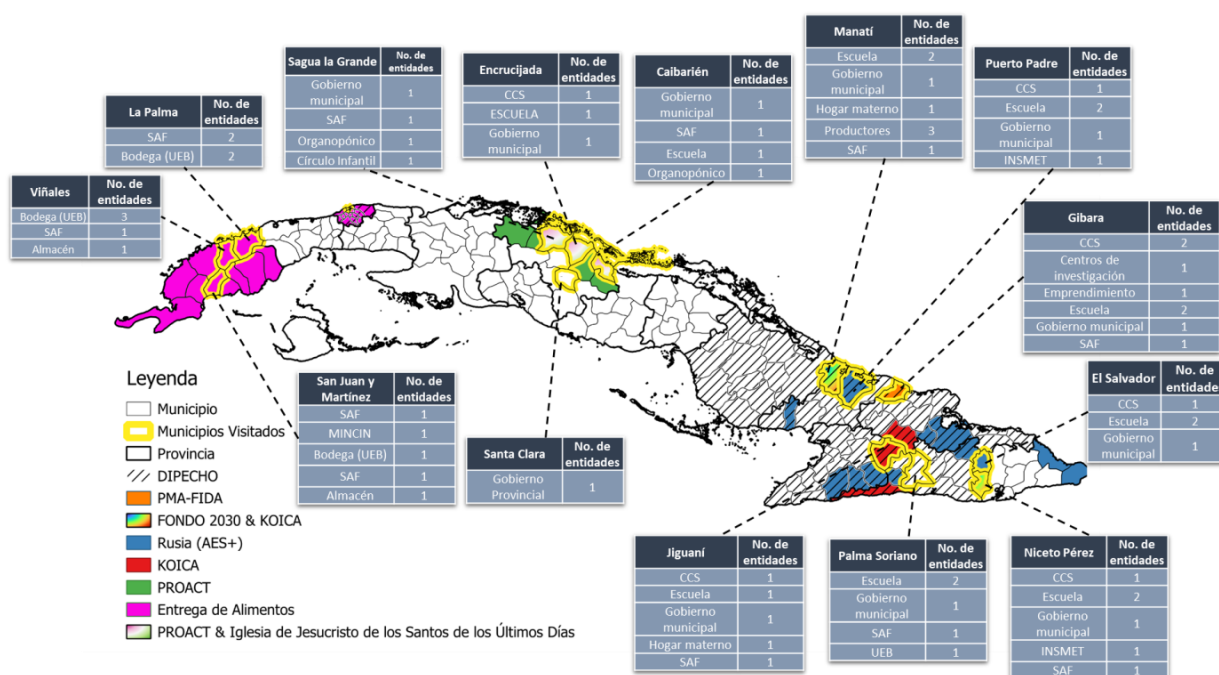 Sagua la Grande No. de entidades
Gobierno municipal 1
SAF 1
Organopónico 1
Círculo Infantil 1
Encrucijada No. de entidades
CCS 1
ESCUELA 1
Gobierno municipal 1
Caibarién No. de entidades
Gobierno municipal 1
SAF 1
Escuela 1
Organopónico 1
Manatí No. de entidades
Escuela 2
Gobierno municipal 1
Hogar materno 1
Productores 3
SAF 1
Puerto Padre No. de entidades
CCS 1
Escuela 2
Gobierno municipal 1
INSMET 1
La Palma No. de entidades
SAF 2
Bodega (UEB) 2
Viñales No. de entidades
Bodega (UEB) 3
SAF 1
Almacén 1
Gibara No. de entidades
CCS 2
Centros de investigación 1
Emprendimiento 1
Escuela 2
Gobierno municipal 1
SAF 1
El Salvador No. de entidades
CCS 1
Escuela 2
Gobierno municipal 1
Leyenda
Municipio
Municipios Visitados
Provincia
DIPECHO
PMA-FIDA
FONDO 2030 & KOICA
Rusia (AES+)
KOICA
PROACT
Entrega de Alimentos
PROACT & Iglesia de Jesucristo de los Santos de los Últimos Días
San Juan y Martínez No. de entidades
SAF 1
MINCIN 1
Bodega (UEB) 1
SAF 1
Almacén 1
Santa Clara No. de entidades
Gobierno Provincial 1
Jiguaní No. de entidades
CCS 1
Escuela 1
Gobierno municipal 1
Hogar materno 1
SAF 1
Palma Soriano No. de entidades
Escuela 2
Gobierno municipal 1
SAF 1
UEB 1
Niceto Pérez No. de entidades
CCS 1
Escuela 2
Gobierno municipal 1
INSMET 1
SAF 1